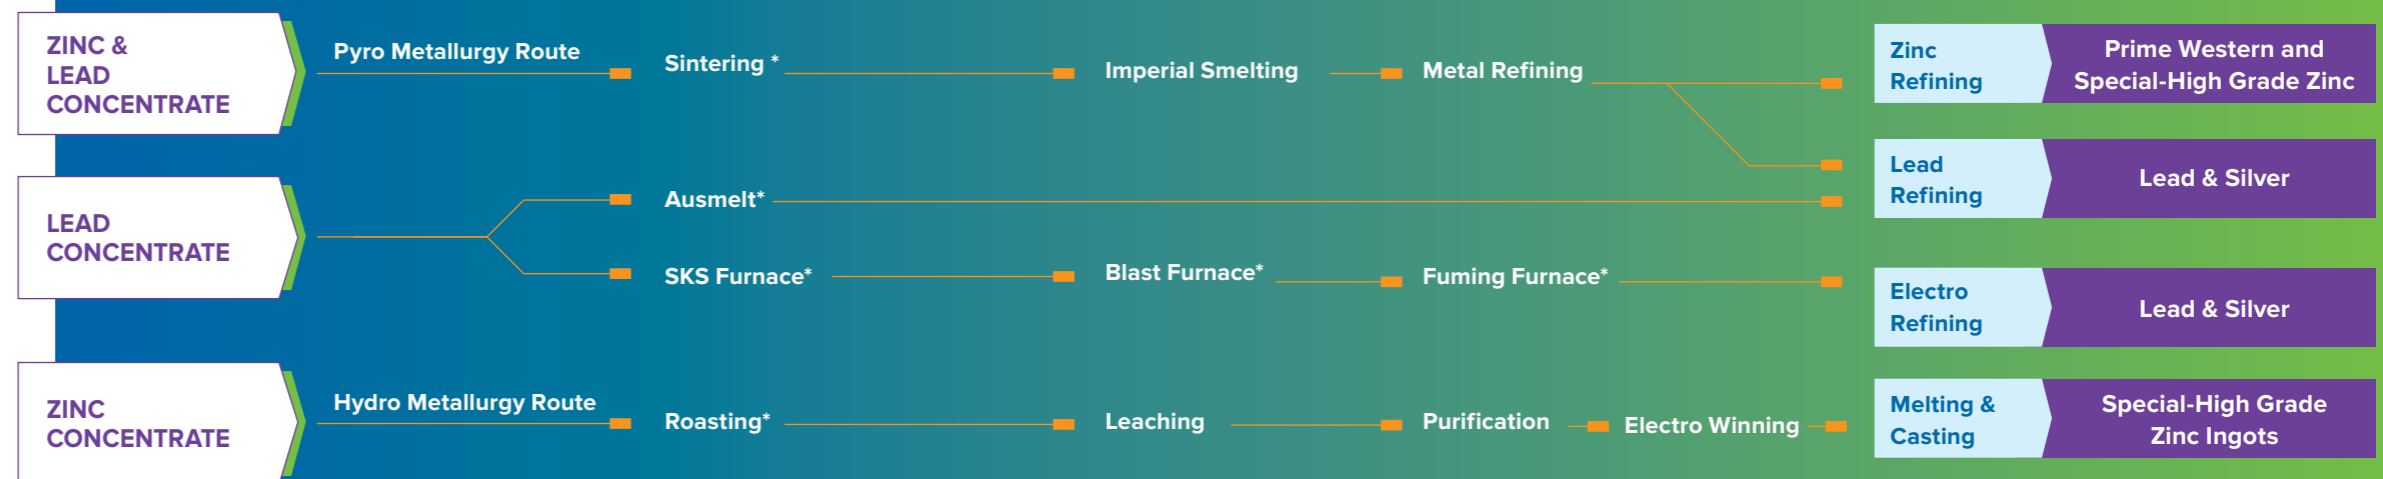 ZINC &
LEAD
CONCENTRATE
Pyro Metallurgy Route
Sintering *
Imperial Smelting
Metal Refining
Zinc
Refining
Prime Western and
Special-High Grade Zinc
Lead
Refining
Lead & Silver
LEAD
CONCENTRATE
Ausmelt*
SKS Furnace*
Blast Furnace*
Fuming Furnace*
Electro
Refining
Lead & Silver
ZINC
CONCENTRATE
Hydro Metallurgy Route
Roasting*
Leaching
Purification
Electro Winning
Melting &
Casting
Special-High Grade
Zinc Ingots